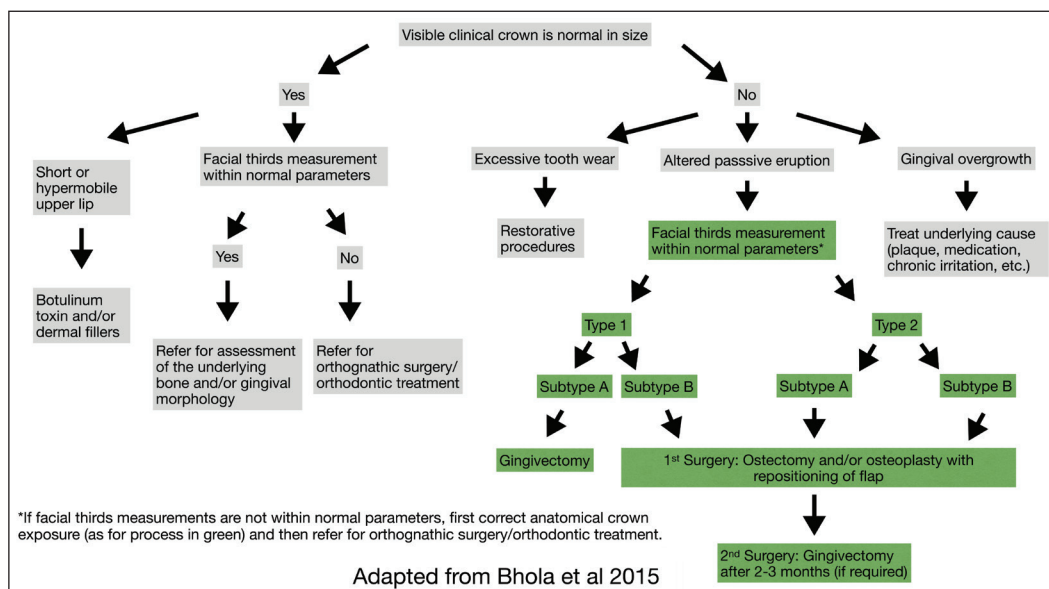 Visible clinical crown is normal in size
Yes
No
Short or
hypermobile
upper lip
Facial thirds measurement
within normal parameters
Excessive tooth wear
Altered passsive eruption
Gingival overgrowth
Yes
No
Restorative
procedures
Facial thirds measurement
within normal parameters*
Treat underlying cause
(plaque, medication,
chronic irritation, etc.)
Botulinum
toxin and/or
dermal fillers
Refer for assessment
of the underlying
bone and/or gingival
morphology
Refer for
orthognathic surgery/
orthodontic treatment
Type 1
Type 2
Subtype A
Subtype B
Subtype A
Subtype B
Gingivectomy
1st Surgery: Ostectomy and/or osteoplasty with
repositioning of flap
2nd Surgery: Gingivectomy
after 2-3 months (if required)
*If facial thirds measurements are not within normal parameters, first correct anatomical crown
exposure (as for process in green) and then refer for orthognathic surgery/orthodontic treatment.
Adapted from Bhola et al 2015